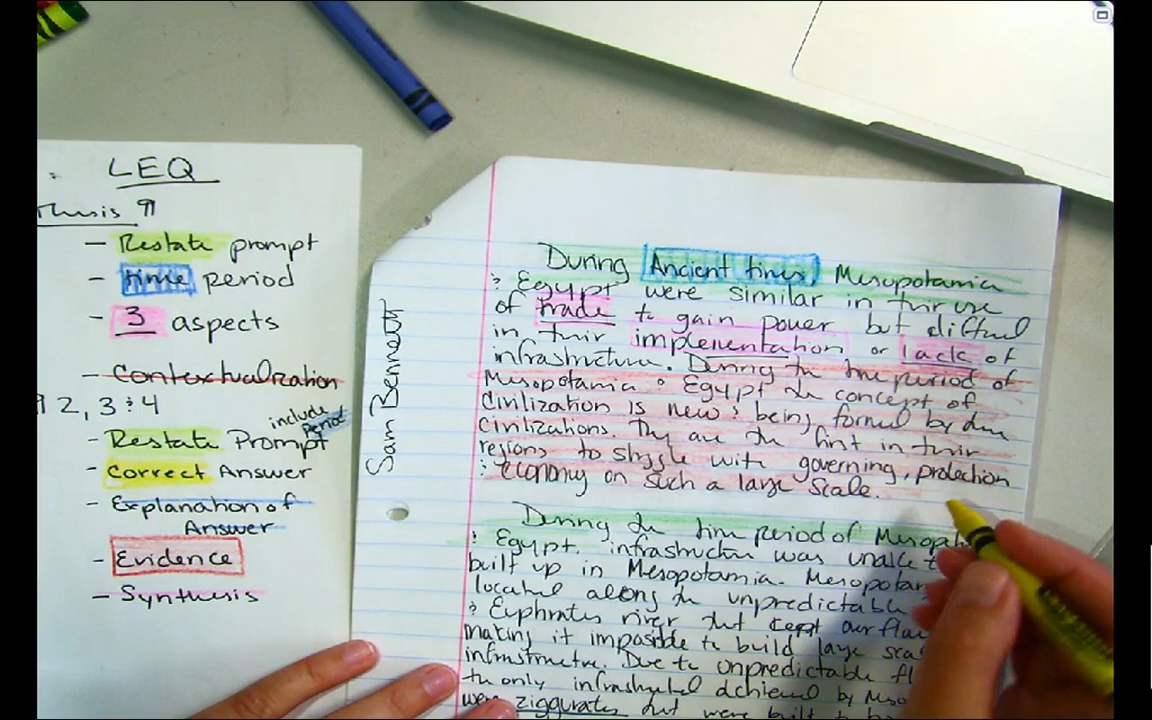 LEQ
thesis ¶
- Restate prompt
- time period
- 3 aspects
- Contextualization
¶ 2, 3 & 4
include period
- Restate Prompt
- Correct Answer
- Explanation of
Answer
- Evidence
- Synthesis
Sam Bennett
During Ancient times, Mesopotamia
& Egypt were similar in their use
of trade to gain power but differed
in their implementation or lack of
infrastructure. During the time period of
Mesopotamia & Egypt the concept of
Civilization is new & being formed by
Civilizations. They are the first in their
regions to struggle with governing, protection
& economy on such a large scale.
During the time period of
& Egypt, infrastructure was
built up in Mesopotamia.
located along the unpredictable
& Euphrates river that kept
making it impossible to build large
infrastructure. Due to unpredictable
the only infrastructure achieved by
were ziggurats that were built to